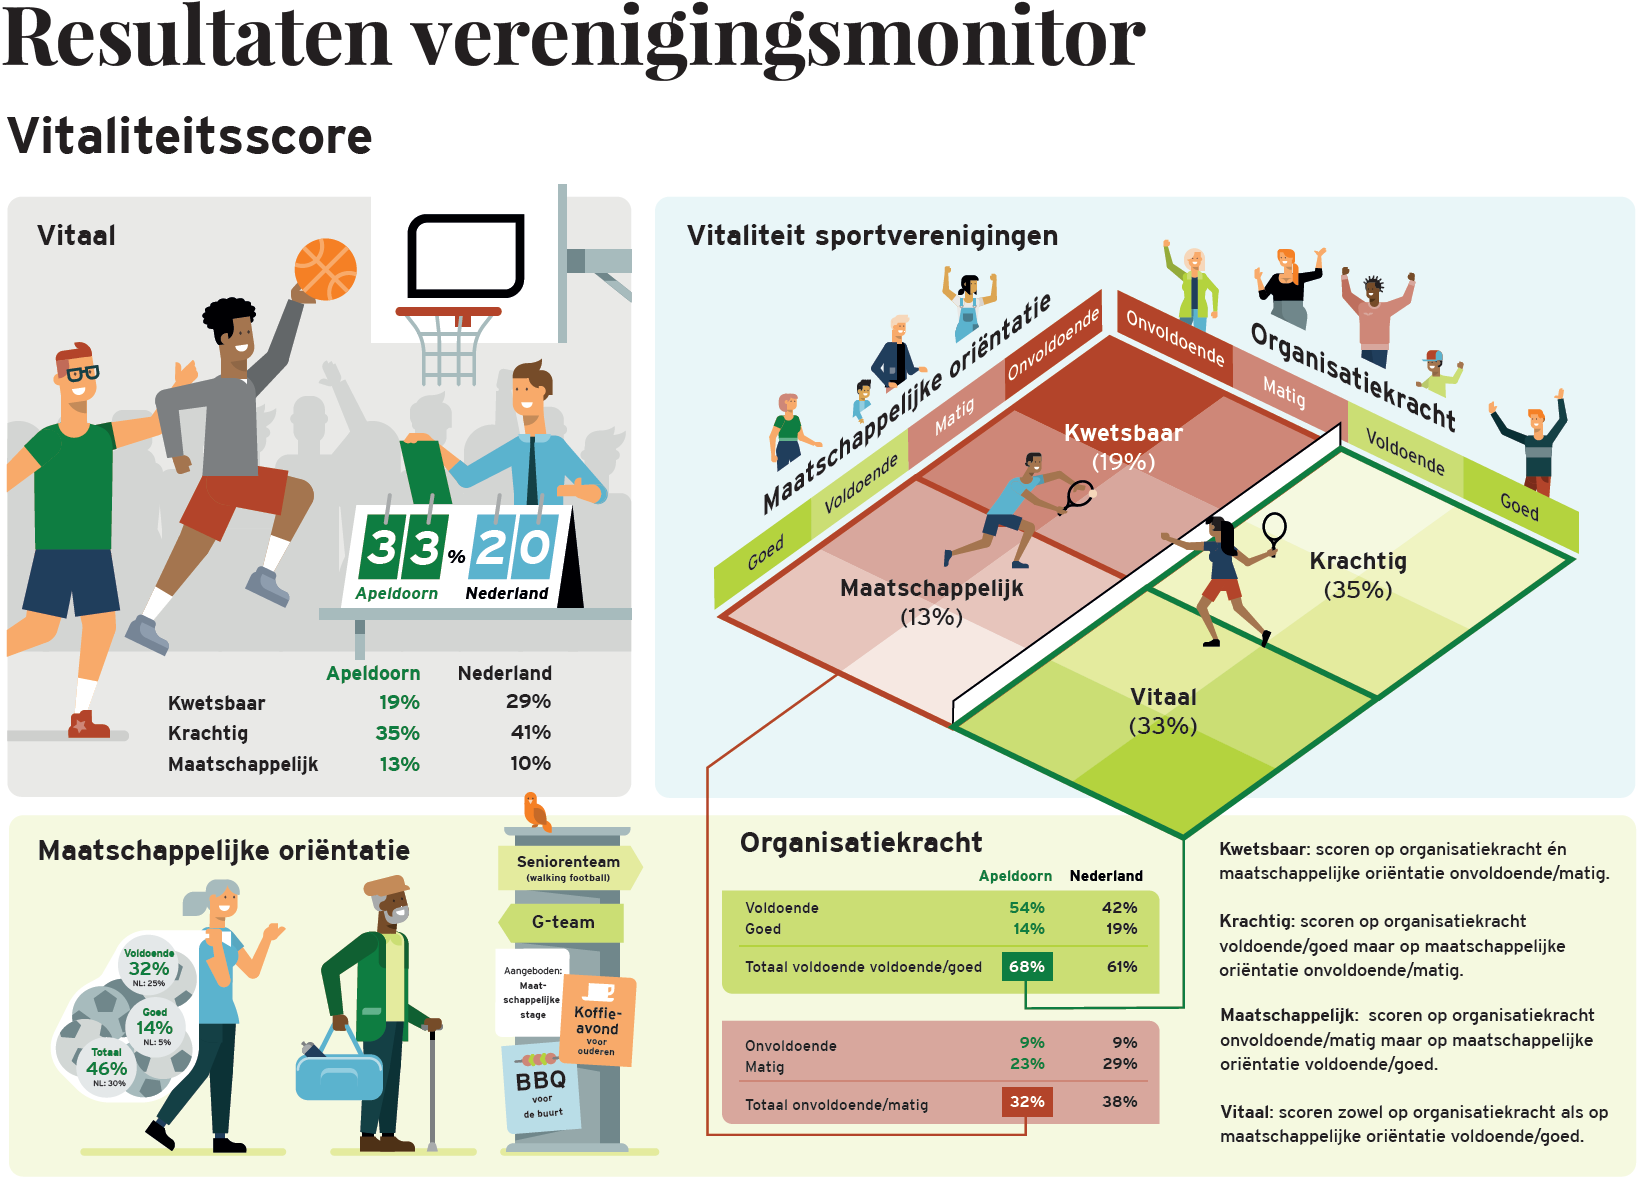 Resultaten verenigingsmonitor
Vitaliteitsscore
Vitaal
33 % 20
Apeldoorn Nederland
Apeldoorn Nederland
Kwetsbaar 19% 29%
Krachtig 35% 41%
Maatschappelijk 13% 10%
Vitaliteit sportverenigingen
Maatschappelijke oriëntatie
Goed
Voldoende
Matig
Onvoldoende
Organisatiekracht
Onvoldoende
Matig
Voldoende
Goed
Kwetsbaar
(19%)
Maatschappelijk
(13%)
Krachtig
(35%)
Vitaal
(33%)
Maatschappelijke oriëntatie
Voldoende
32%
NL: 25%
Goed
14%
NL: 5%
Totaal
46%
NL: 30%
Seniorenteam
(walking football)
G-team
Aangeboden:
Maat-
schappelijke
stage
Koffie-
avond
voor
ouderen
BBQ
voor
de buurt
Organisatiekracht
Apeldoorn Nederland
Voldoende 54% 42%
Goed 14% 19%
Totaal voldoende voldoende/goed 68% 61%
Onvoldoende 9% 9%
Matig 23% 29%
Totaal onvoldoende/matig 32% 38%
Kwetsbaar: scoren op organisatiekracht én
maatschappelijke oriëntatie onvoldoende/matig.
Krachtig: scoren op organisatiekracht
voldoende/goed maar op maatschappelijke
oriëntatie onvoldoende/matig.
Maatschappelijk: scoren op organisatiekracht
onvoldoende/matig maar op maatschappelijke
oriëntatie voldoende/goed.
Vitaal: scoren zowel op organisatiekracht als op
maatschappelijke oriëntatie voldoende/goed.